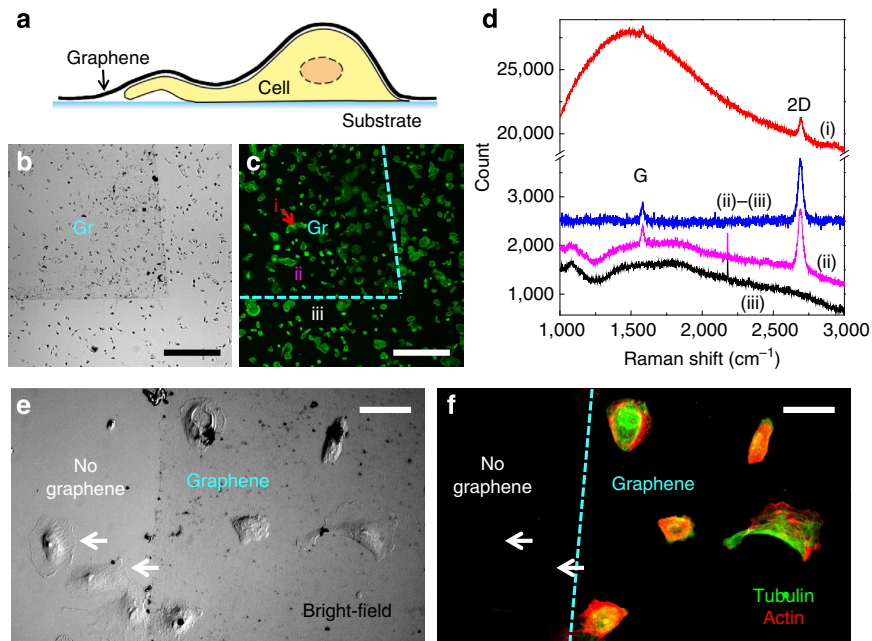 a
Graphene
Cell
Substrate
b
Gr
c
i
Gr
ii
iii
d
Count
25,000
20,000
3,000
2,000
1,000
2D
(i)
G
(ii)–(iii)
(ii)
(iii)
1,000 1,500 2,000 2,500 3,000
Raman shift (cm⁻¹)
e
No
graphene
Graphene
Bright-field
f
No
graphene
Graphene
Tubulin
Actin